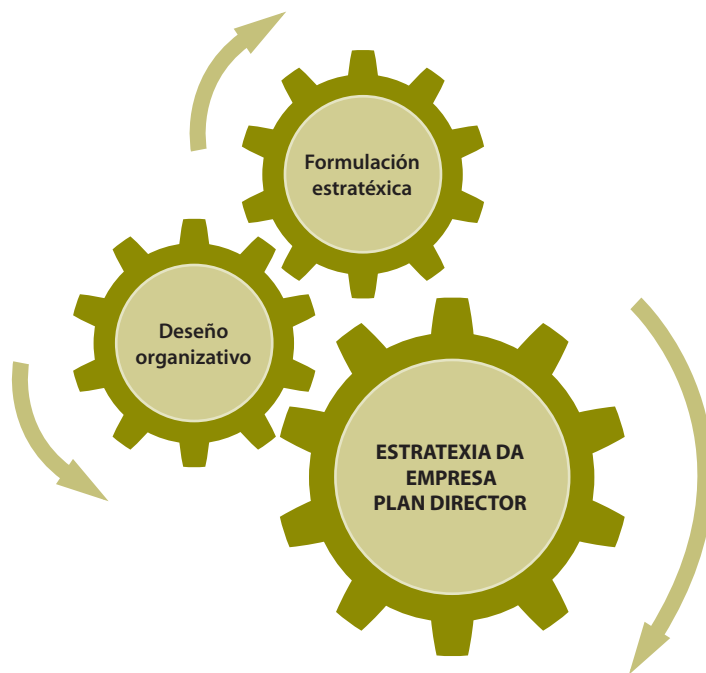 Formulación
estratéxica
Deseño
organizativo
ESTRATEXIA DA
EMPRESA
PLAN DIRECTOR